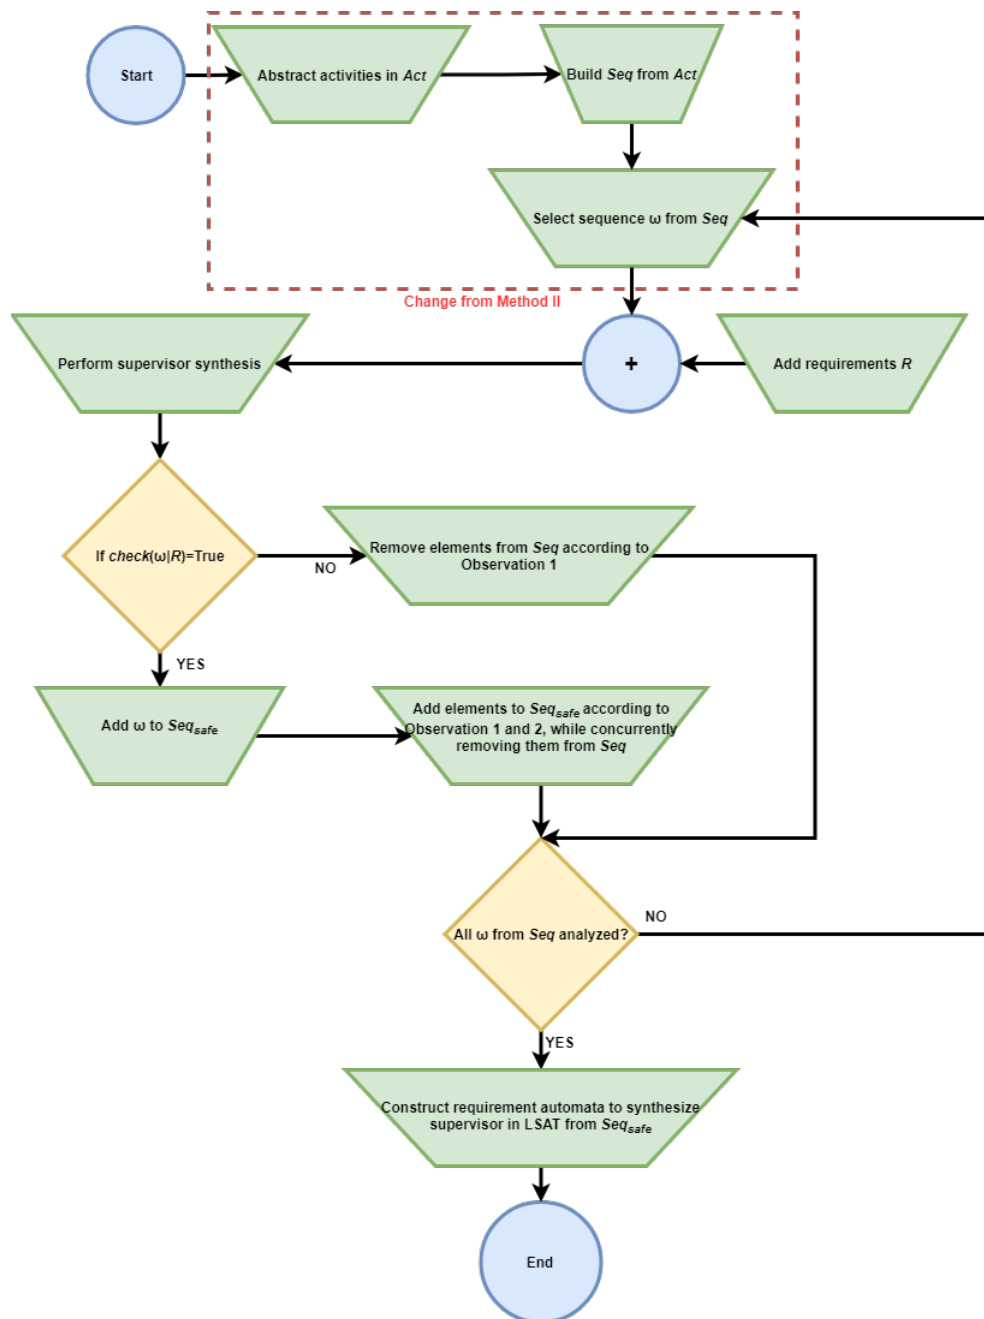 Start
Abstract activities in Act
Build Seq from Act
Select sequence ω from Seq
Change from Method II
Perform supervisor synthesis
+
Add requirements R
If check(ω|R)=True
NO
Remove elements from Seq according to
Observation 1
YES
Add ω to Seqsafe
Add elements to Seqsafe according to
Observation 1 and 2, while concurrently
removing them from Seq
All ω from Seq analyzed?
NO
YES
Construct requirement automata to synthesize
supervisor in LSAT from Seqsafe
End